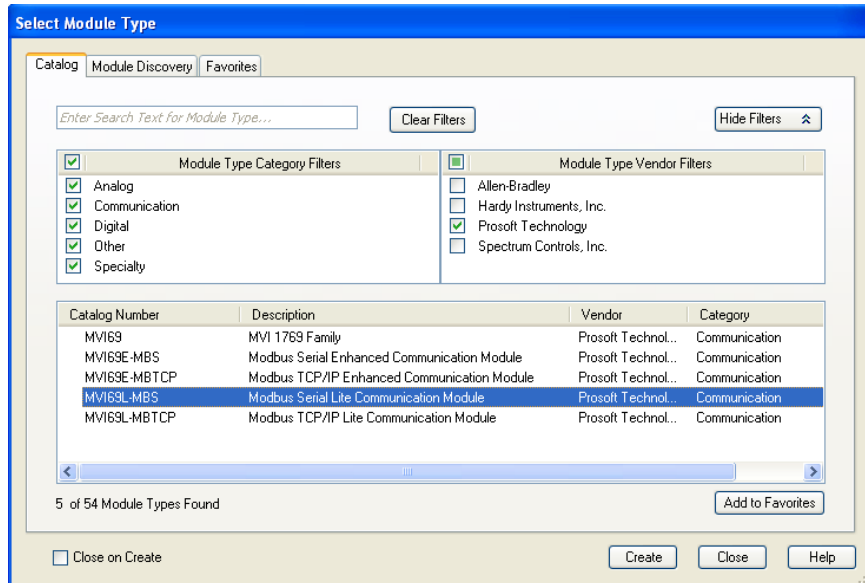 Select Module Type
Catalog Module Discovery Favorites
Enter Search Text for Module Type... Clear Filters Hide Filters
Module Type Category Filters Module Type Vendor Filters
Analog Allen-Bradley
Communication Hardy Instruments, Inc.
Digital Prosoft Technology
Other Spectrum Controls, Inc.
Specialty
Catalog Number Description Vendor Category
MVI69 MVI 1769 Family Prosoft Technol... Communication
MVI69E-MBS Modbus Serial Enhanced Communication Module Prosoft Technol... Communication
MVI69E-MBTCP Modbus TCP/IP Enhanced Communication Module Prosoft Technol... Communication
MVI69L-MBS Modbus Serial Lite Communication Module Prosoft Technol... Communication
MVI69L-MBTCP Modbus TCP/IP Lite Communication Module Prosoft Technol... Communication
5 of 54 Module Types Found Add to Favorites
Close on Create Create Close Help